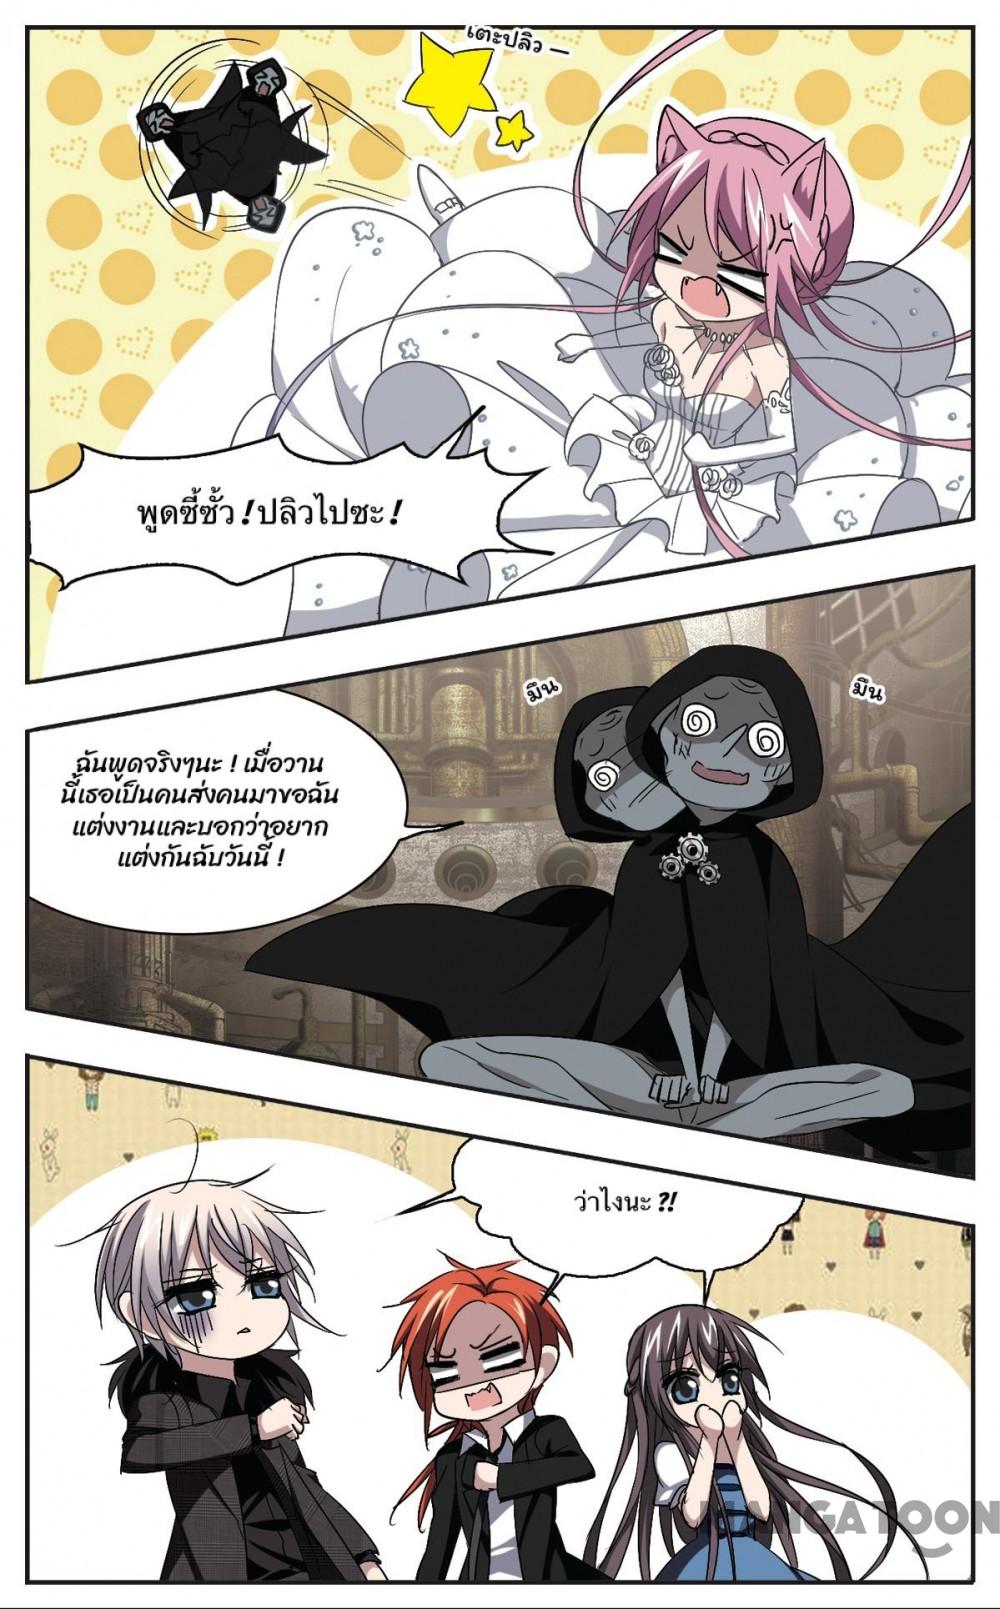 เตะปลิว —
พูดซี้ซั้ว ! ปลิวไปซะ !
มึน
มึน
ฉันพูดจริงๆนะ ! เมื่อวาน
นี้เธอเป็นคนส่งคนมาขอฉัน
แต่งงานและบอกว่าอยาก
แต่งกันฉับวันนี้ !
ว่าไงนะ ?!
MANGATOON